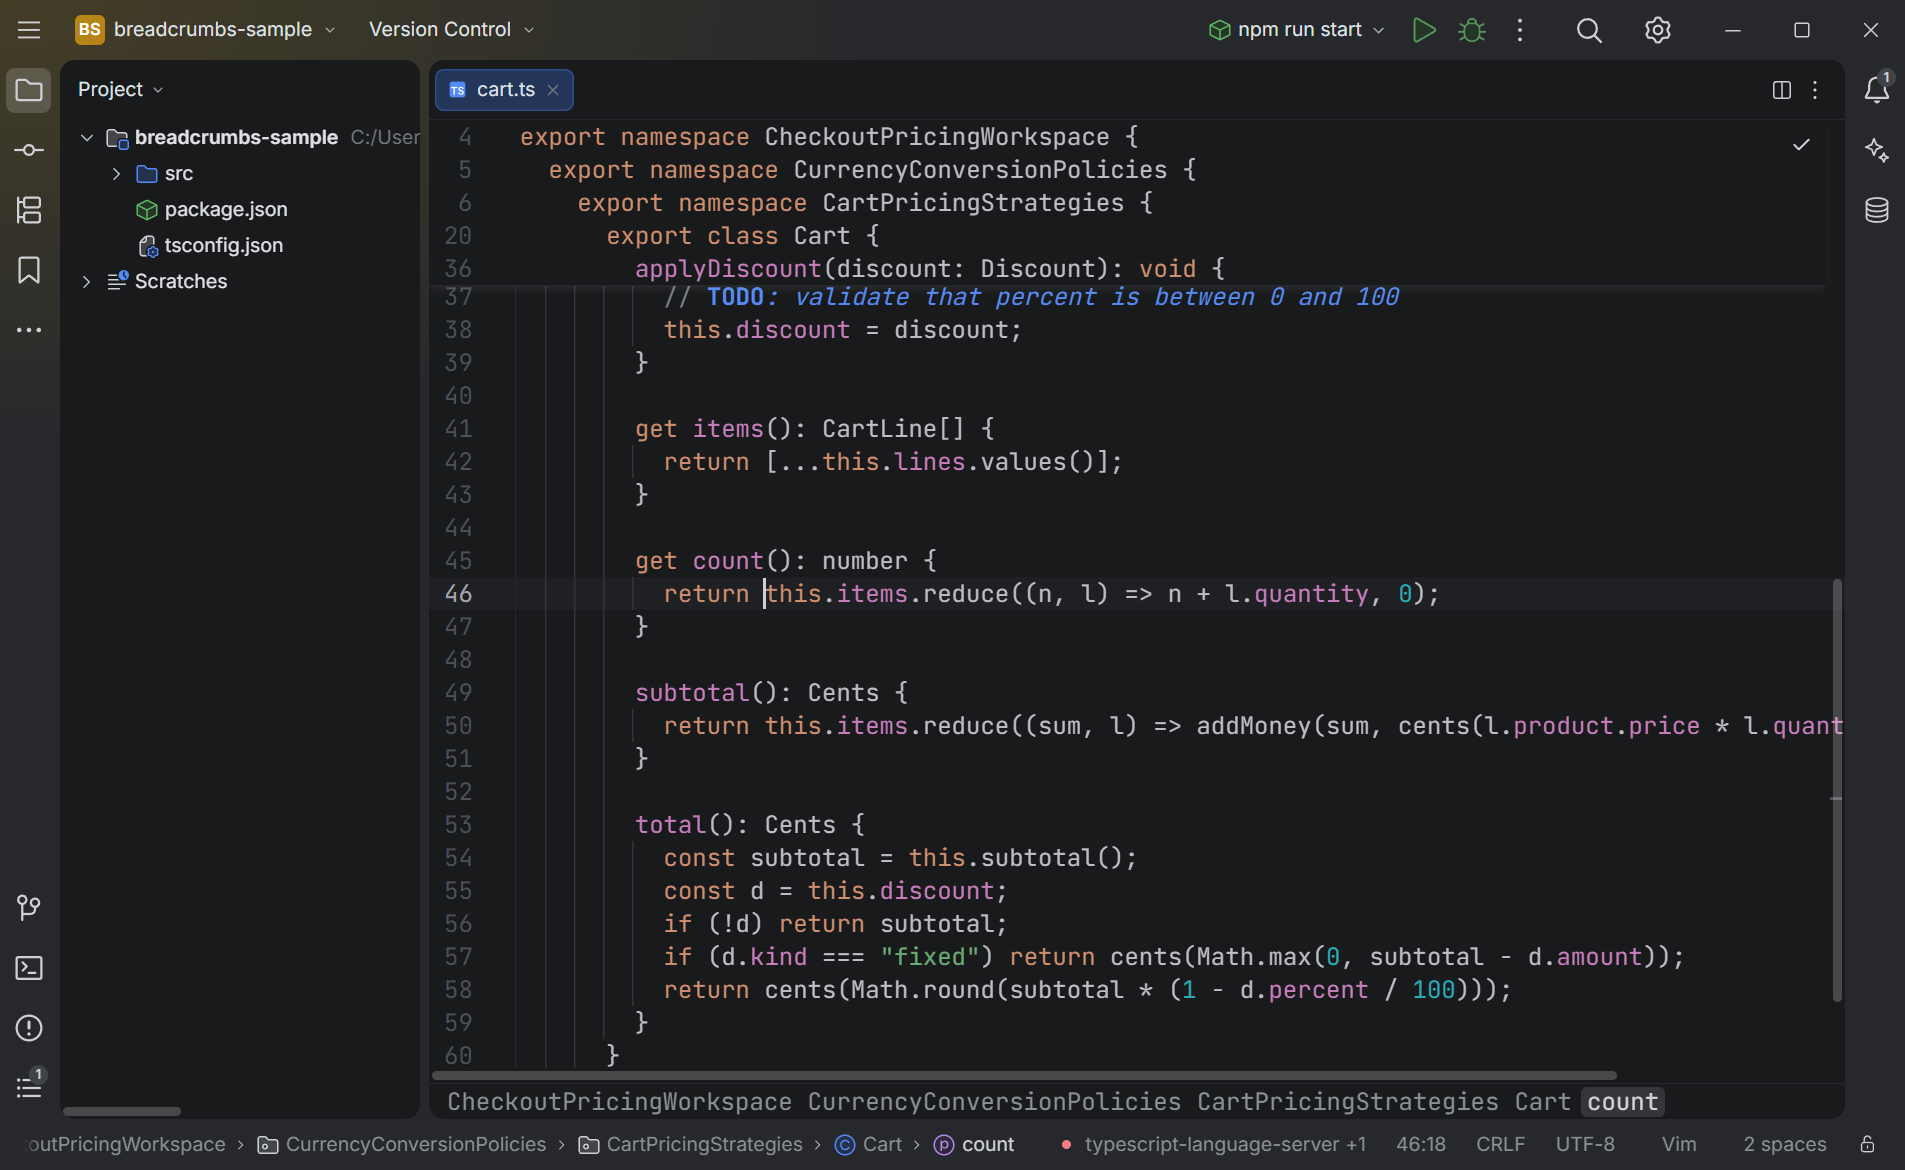 BS breadcrumbs-sample Version Control npm run start
Project
cart.ts
1
breadcrumbs-sample C:/User
src
package.json
tsconfig.json
Scratches
4 export namespace CheckoutPricingWorkspace {
5 export namespace CurrencyConversionPolicies {
6 export namespace CartPricingStrategies {
20 export class Cart {
36 applyDiscount(discount: Discount): void {
37 // TODO: validate that percent is between 0 and 100
38 this.discount = discount;
39 }
40
41 get items(): CartLine[] {
42 return [...this.lines.values()];
43 }
44
45 get count(): number {
46 return this.items.reduce((n, l) => n + l.quantity, 0);
47 }
48
49 subtotal(): Cents {
50 return this.items.reduce((sum, l) => addMoney(sum, cents(l.product.price * l.quant
51 }
52
53 total(): Cents {
54 const subtotal = this.subtotal();
55 const d = this.discount;
56 if (!d) return subtotal;
57 if (d.kind === "fixed") return cents(Math.max(0, subtotal - d.amount));
58 return cents(Math.round(subtotal * (1 - d.percent / 100)));
59 }
60 }
1
CheckoutPricingWorkspace CurrencyConversionPolicies CartPricingStrategies Cart count
outPricingWorkspace › CurrencyConversionPolicies › CartPricingStrategies › Cart › count typescript-language-server +1 46:18 CRLF UTF-8 Vim 2 spaces